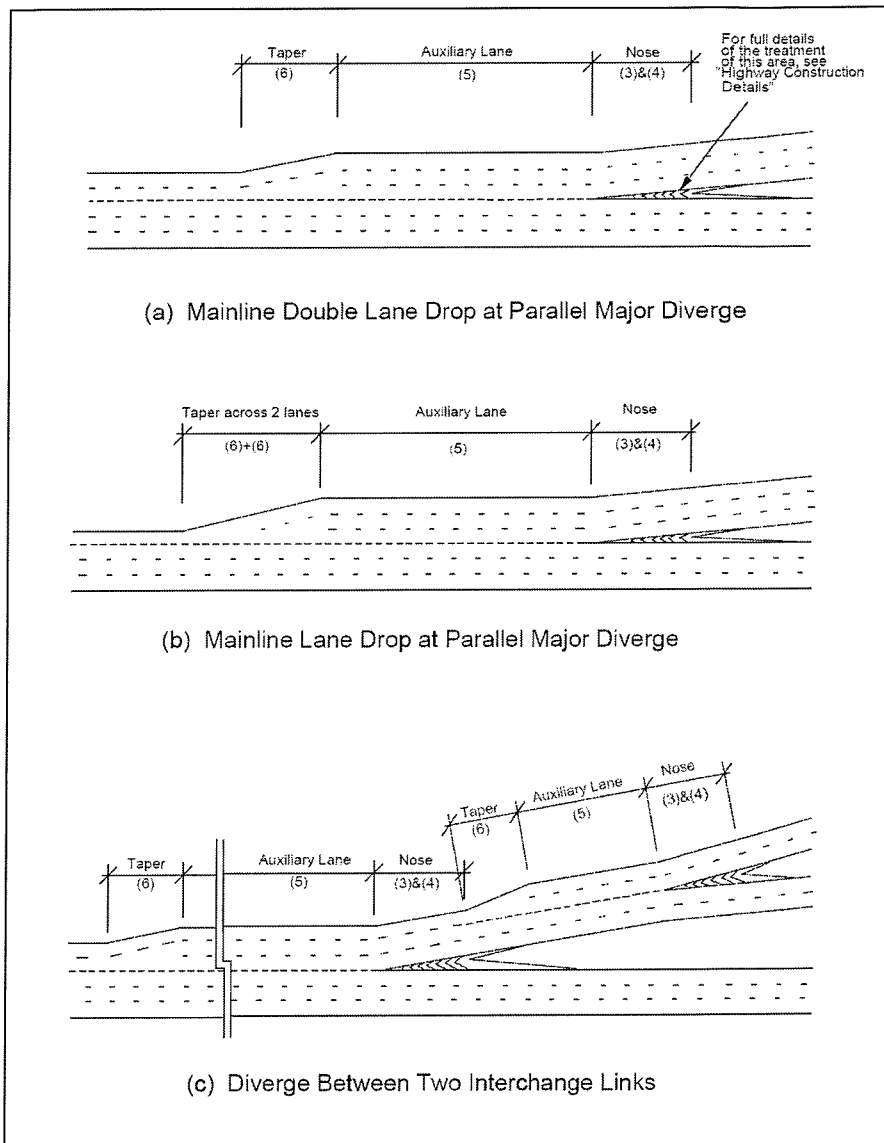 For full details
of the treatment
of this area, see
"Highway Construction
Details"
Taper
Auxiliary Lane
Nose
(6)
(5)
(3)&(4)
(a) Mainline Double Lane Drop at Parallel Major Diverge
Taper across 2 lanes
Auxiliary Lane
Nose
(6)+(6)
(5)
(3)&(4)
(b) Mainline Lane Drop at Parallel Major Diverge
Nose
Auxiliary Lane
(3)&(4)
Taper
(5)
(6)
Taper
Auxiliary Lane
Nose
(6)
(5)
(3)&(4)
(c) Diverge Between Two Interchange Links